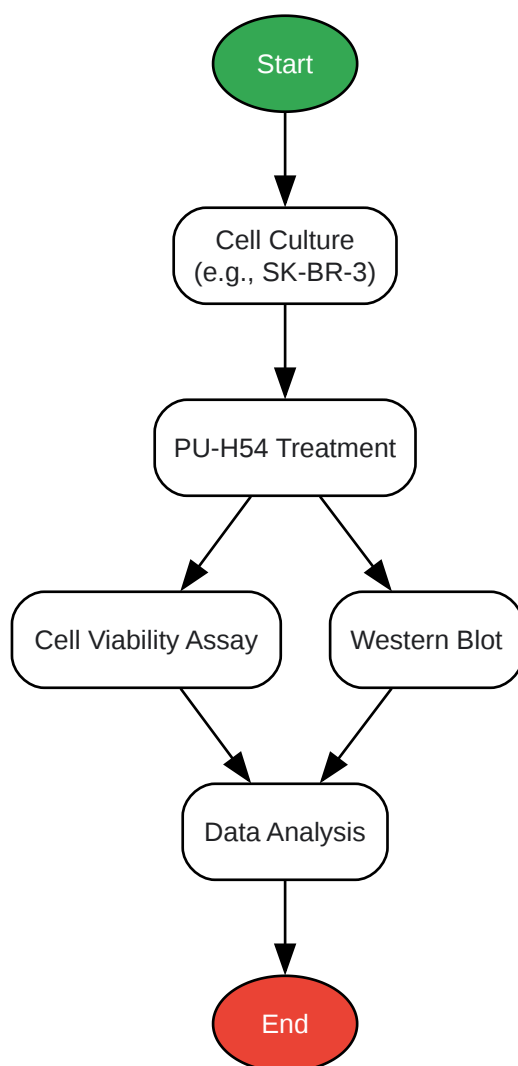 Start
Cell Culture
(e.g., SK-BR-3)
PU-H54 Treatment
Cell Viability Assay
Western Blot
Data Analysis
End